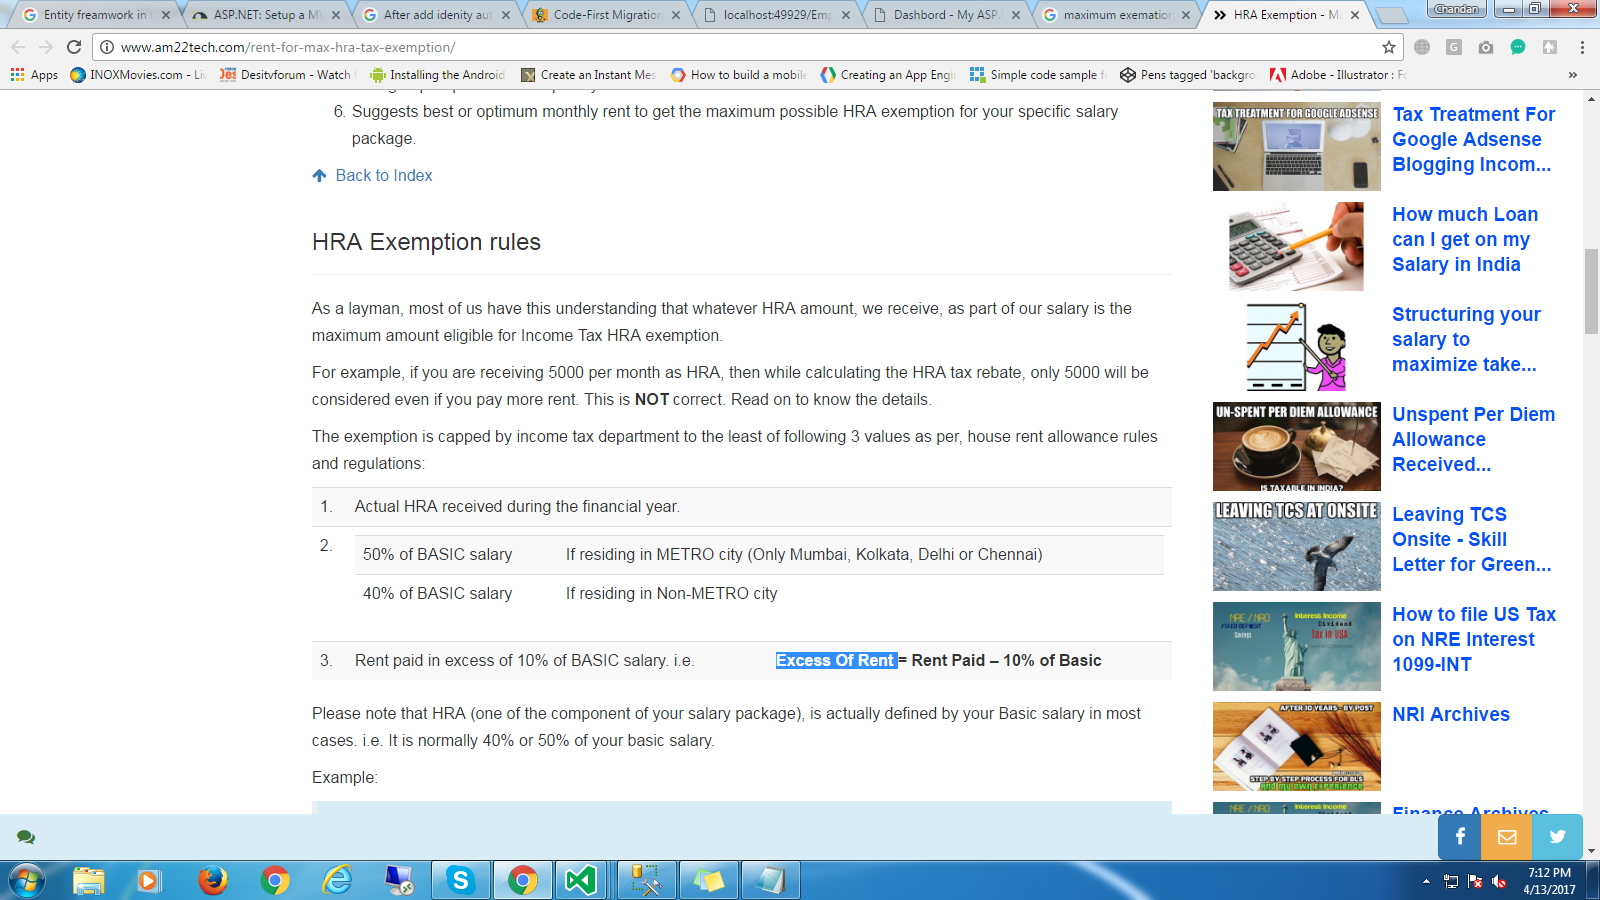 Entity freamwork in
ASP.NET: Setup a M
After add idenity aut
Code-First Migration
localhost:49929/Emp
Dashbord - My ASP.
maximum exemation
HRA Exemption - M
Chandan
www.am22tech.com/rent-for-max-hra-tax-exemption/
Apps
INOXMovies.com - Li
Desitvforum - Watch
Installing the Android
Create an Instant Mes
How to build a mobile
Creating an App Engi
Simple code sample f
Pens tagged 'backgro
Adobe - Illustrator : F
»
6. Suggests best or optimum monthly rent to get the maximum possible HRA exemption for your specific salary
package.
Back to Index
HRA Exemption rules
As a layman, most of us have this understanding that whatever HRA amount, we receive, as part of our salary is the
maximum amount eligible for Income Tax HRA exemption.
For example, if you are receiving 5000 per month as HRA, then while calculating the HRA tax rebate, only 5000 will be
considered even if you pay more rent. This is NOT correct. Read on to know the details.
The exemption is capped by income tax department to the least of following 3 values as per, house rent allowance rules
and regulations:
1. Actual HRA received during the financial year.
2.
50% of BASIC salary If residing in METRO city (Only Mumbai, Kolkata, Delhi or Chennai)
40% of BASIC salary If residing in Non-METRO city
3. Rent paid in excess of 10% of BASIC salary. i.e. Excess Of Rent = Rent Paid – 10% of Basic
Please note that HRA (one of the component of your salary package), is actually defined by your Basic salary in most
cases. i.e. It is normally 40% or 50% of your basic salary.
Example:
TAX TREATMENT FOR GOOGLE ADSENSE
Tax Treatment For
Google Adsense
Blogging Incom...
How much Loan
can I get on my
Salary in India
Structuring your
salary to
maximize take...
UN-SPENT PER DIEM ALLOWANCE
IS TAXABLE IN INDIA?
Unspent Per Diem
Allowance
Received...
LEAVING TCS AT ONSITE
Leaving TCS
Onsite - Skill
Letter for Green...
NRE / NRO
FIXED DEPOSIT
Savings
Interest Income
Dividend
Tax in USA
How to file US Tax
on NRE Interest
1099-INT
AFTER 10 YEARS - BY POST
STEP BY STEP PROCESS FOR BLS
AND MY OWN EXPERIENCE
NRI Archives
NRE / NRO
Interest Income
Finance Archives
7:12 PM
4/13/2017